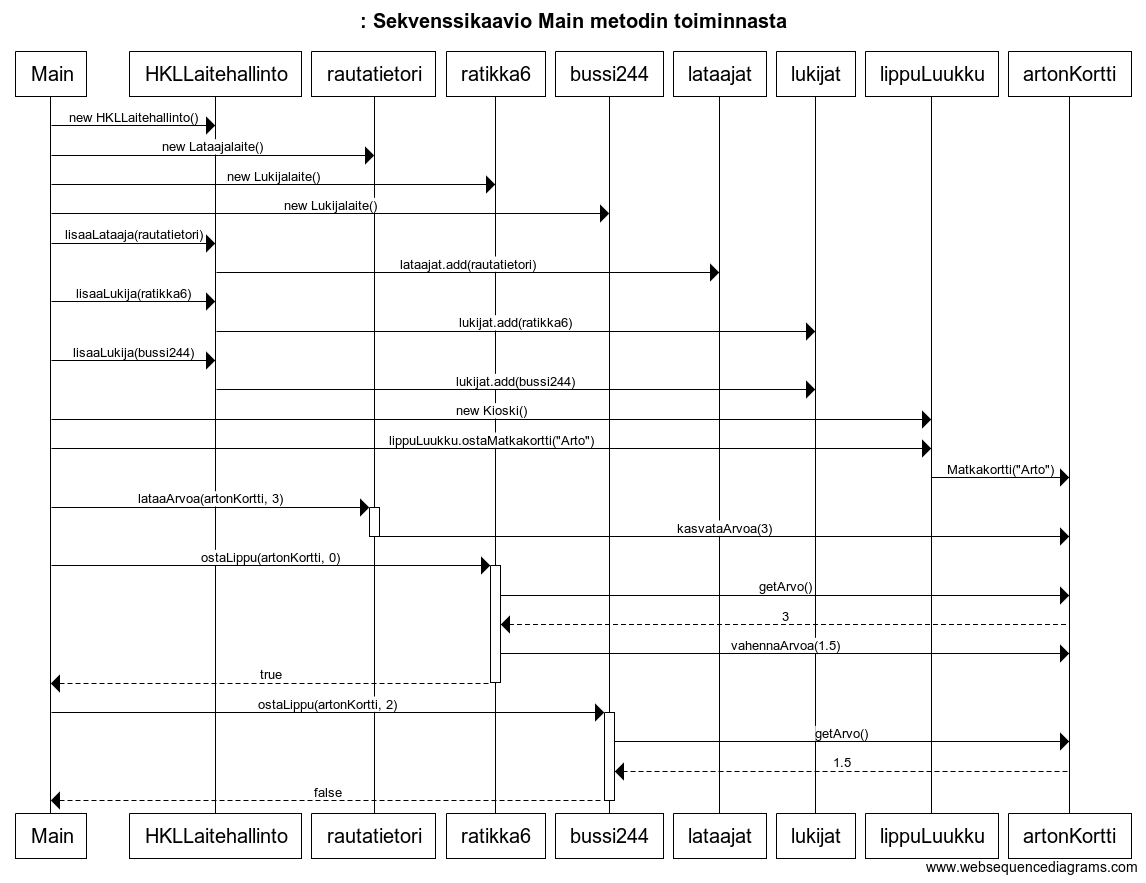 : Sekvenssikaavio Main metodin toiminnasta
Main HKLLaitehallinto rautatietori ratikka6 bussi244 lataajat lukijat lippuLuukku artonKortti
new HKLLaitehallinto()
new Lataajalaite()
new Lukijalaite()
new Lukijalaite()
lisaaLataaja(rautatietori)
lataajat.add(rautatietori)
lisaaLukija(ratikka6)
lukijat.add(ratikka6)
lisaaLukija(bussi244)
lukijat.add(bussi244)
new Kioski()
lippuLuukku.ostaMatkakortti("Arto")
Matkakortti("Arto")
lataaArvoa(artonKortti, 3)
kasvataArvoa(3)
ostaLippu(artonKortti, 0)
getArvo()
3
vahennaArvoa(1.5)
true
ostaLippu(artonKortti, 2)
getArvo()
1.5
false
Main HKLLaitehallinto rautatietori ratikka6 bussi244 lataajat lukijat lippuLuukku artonKortti
www.websequencediagrams.com